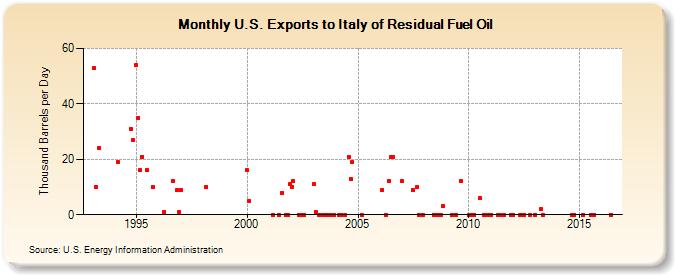 Monthly U.S. Exports to Italy of Residual Fuel Oil
Thousand Barrels per Day
60
40
20
0
1995 2000 2005 2010 2015
Source: U.S. Energy Information Administration